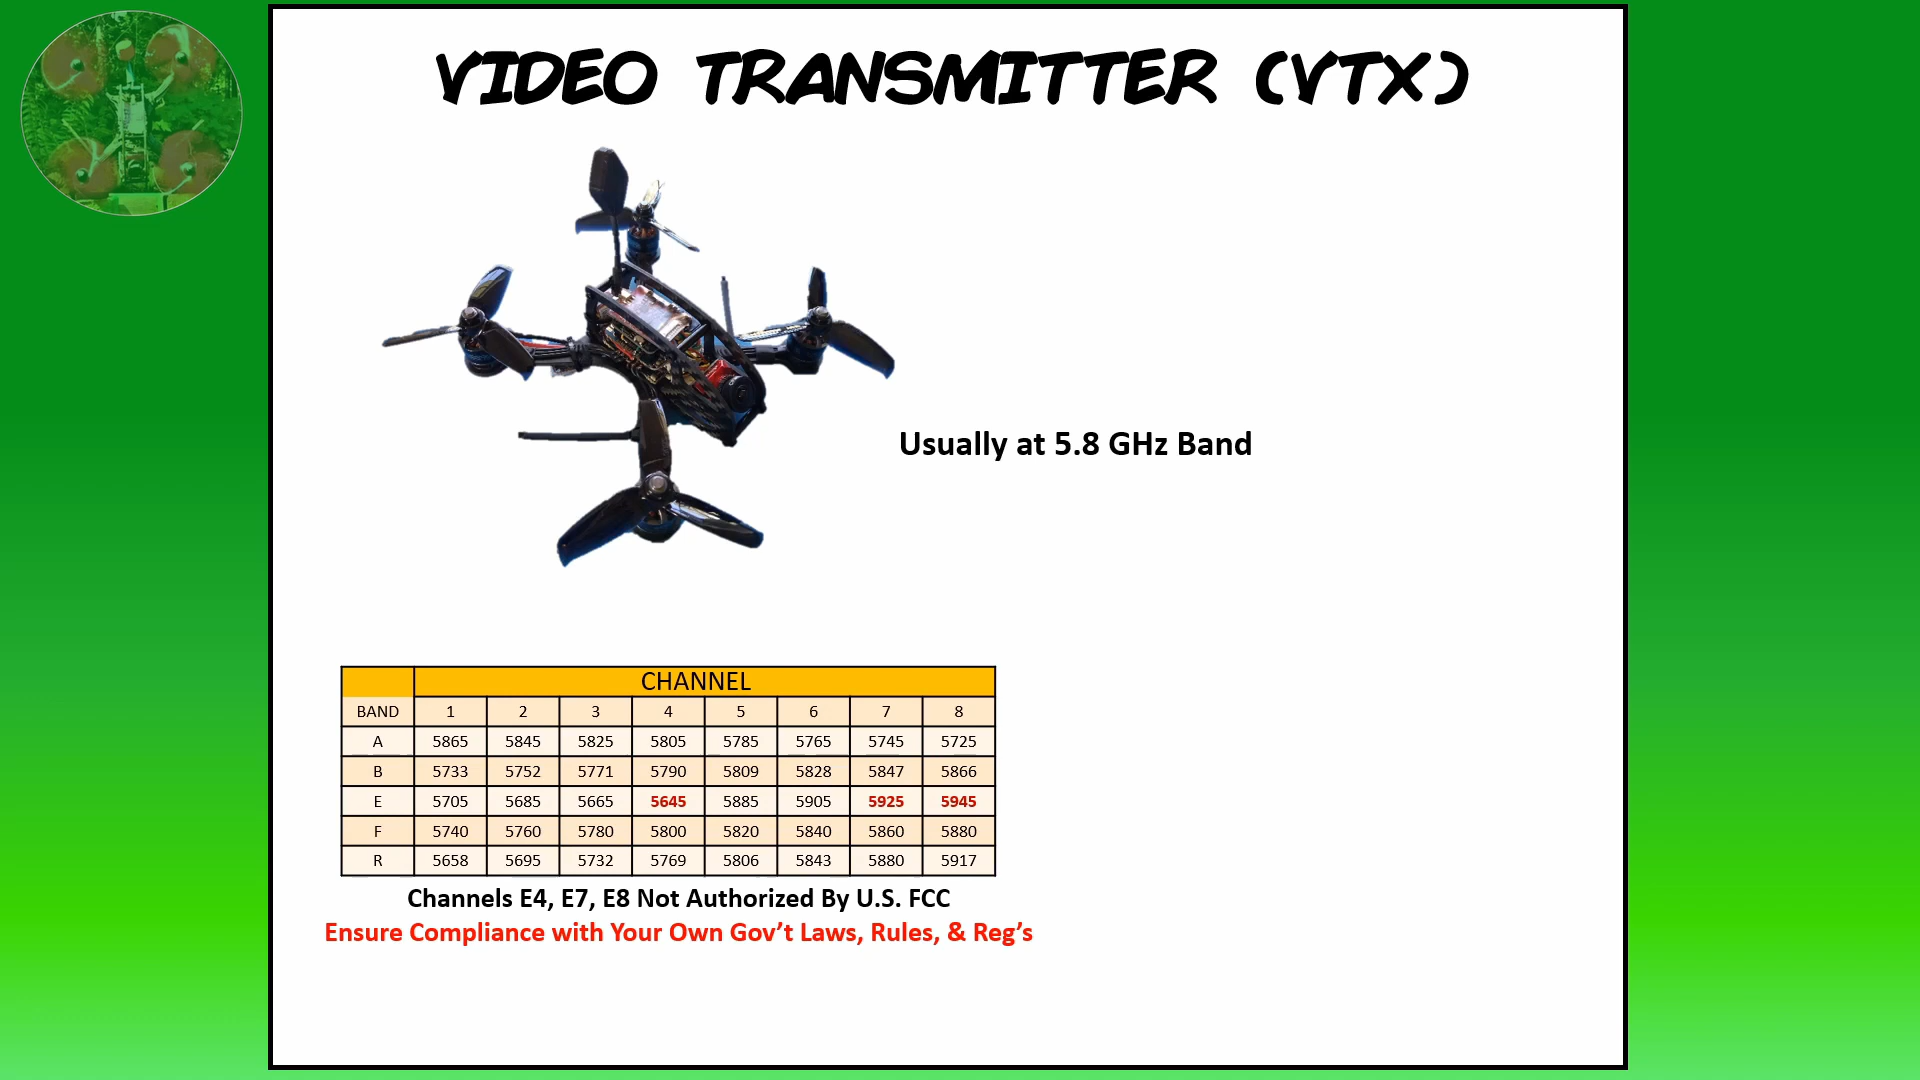 VIDEO TRANSMITTER (VTX)
Usually at 5.8 GHz Band
CHANNEL
BAND 1 2 3 4 5 6 7 8
A 5865 5845 5825 5805 5785 5765 5745 5725
B 5733 5752 5771 5790 5809 5828 5847 5866
E 5705 5685 5665 5645 5885 5905 5925 5945
F 5740 5760 5780 5800 5820 5840 5860 5880
R 5658 5695 5732 5769 5806 5843 5880 5917
Channels E4, E7, E8 Not Authorized By U.S. FCC
Ensure Compliance with Your Own Gov’t Laws, Rules, & Reg’s